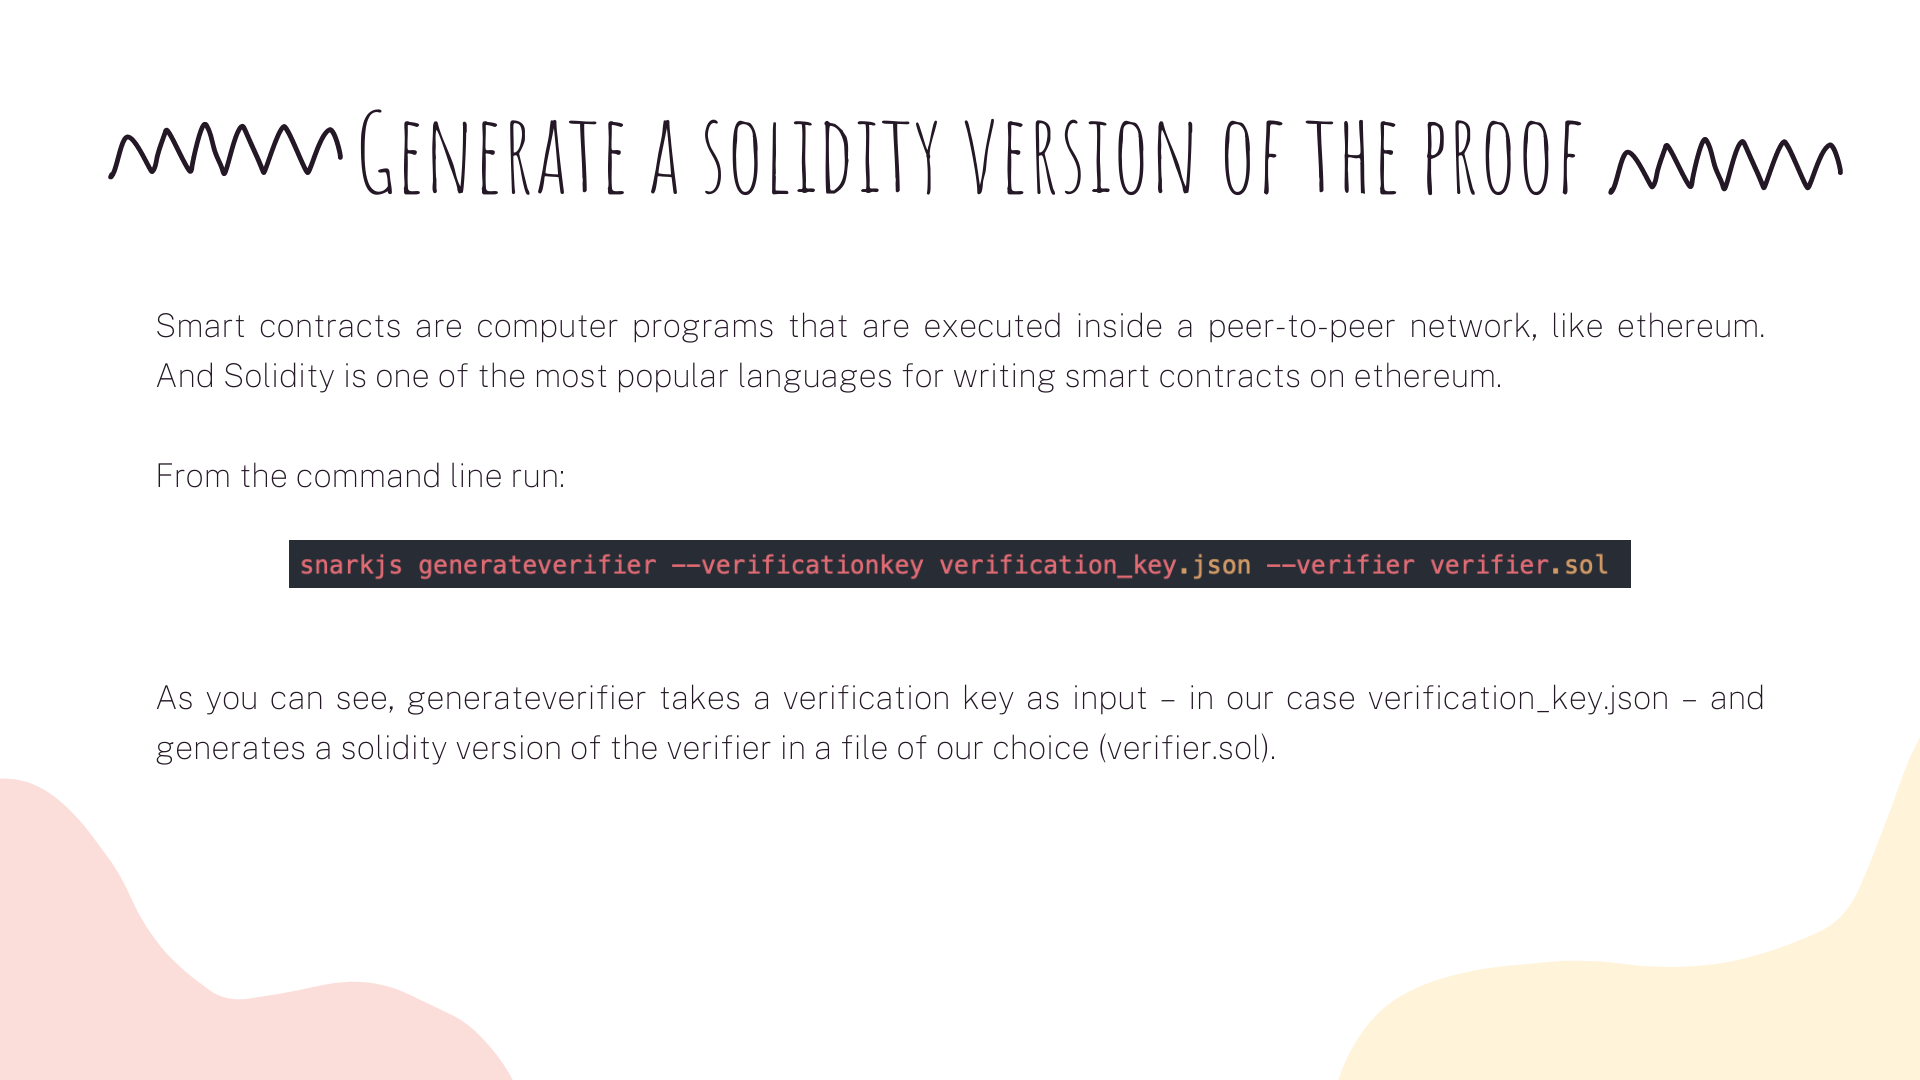 Generate a solidity version of the proof
Smart contracts are computer programs that are executed inside a peer-to-peer network, like ethereum.
And Solidity is one of the most popular languages for writing smart contracts on ethereum.
From the command line run:
snarkjs generateverifier --verificationkey verification_key.json --verifier verifier.sol
As you can see, generateverifier takes a verification key as input – in our case verification_key.json – and
generates a solidity version of the verifier in a file of our choice (verifier.sol).